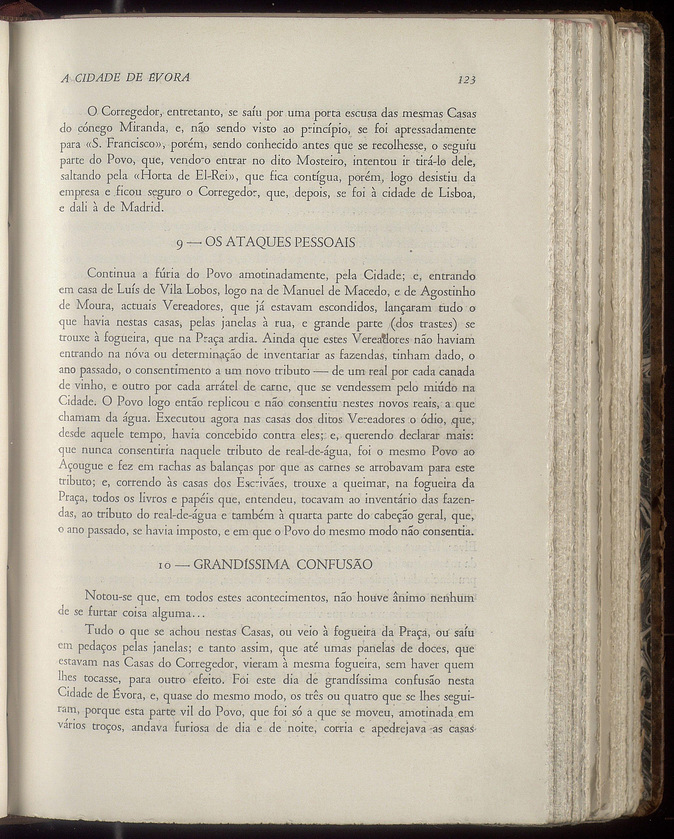 A CIDADE DE ÉVORA 123
O Corregedor, entretanto, se saíu por uma porta escusa das mesmas Casas
do cónego Miranda, e, não sendo visto ao princípio, se foi apressadamente
para «S. Francisco», porém, sendo conhecido antes que se recolhesse, o seguíu
parte do Povo, que, vendo-o entrar no dito Mosteiro, intentou ir tirá-lo dele,
saltando pela «Horta de El-Rei», que fica contígua, porém, logo desistiu da
empresa e ficou seguro o Corregedor, que, depois, se foi à cidade de Lisboa,
e dali à de Madrid.
9 — OS ATAQUES PESSOAIS
Continua a fúria do Povo amotinadamente, pela Cidade; e, entrando
em casa de Luís de Vila Lobos, logo na de Manuel de Macedo, e de Agostinho
de Moura, actuais Vereadores, que já estavam escondidos, lançaram tudo o
que havia nestas casas, pelas janelas à rua, e grande parte (dos trastes) se
trouxe à fogueira, que na Praça ardia. Ainda que estes Vereadores não haviam
entrando na nóva ou determinação de inventariar as fazendas, tinham dado, o
ano passado, o consentimento a um novo tributo — de um real por cada canada
de vinho, e outro por cada arrátel de carne, que se vendessem pelo miúdo na
Cidade. O Povo logo então replicou e não consentiu nestes novos reais, a que
chamam da água. Executou agora nas casas dos ditos Vereadores o ódio, que,
desde aquele tempo, havia concebido contra eles; e, querendo declarar mais:
que nunca consentiria naquele tributo de real-de-água, foi o mesmo Povo ao
Açougue e fez em rachas as balanças por que as carnes se arrobavam para este
tributo; e, correndo às casas dos Escrivães, trouxe a queimar, na fogueira da
Praça, todos os livros e papéis que, entendeu, tocavam ao inventário das fazen-
das, ao tributo do real-de-água e também à quarta parte do cabeção geral, que,
o ano passado, se havia imposto, e em que o Povo do mesmo modo não consentia.
10 — GRANDÍSSIMA CONFUSÃO
Notou-se que, em todos estes acontecimentos, não houve ânimo nenhum
de se furtar coisa alguma...
Tudo o que se achou nestas Casas, ou veio à fogueira da Praça, ou saíu
em pedaços pelas janelas; e tanto assim, que até umas panelas de doces, que
estavam nas Casas do Corregedor, vieram à mesma fogueira, sem haver quem
lhes tocasse, para outro efeito. Foi este dia de grandíssima confusão nesta
Cidade de Évora, e, quase do mesmo modo, os três ou quatro que se lhes segui-
ram, porque esta parte vil do Povo, que foi só a que se moveu, amotinada em
vários troços, andava furiosa de dia e de noite, corria e apedrejava as casas